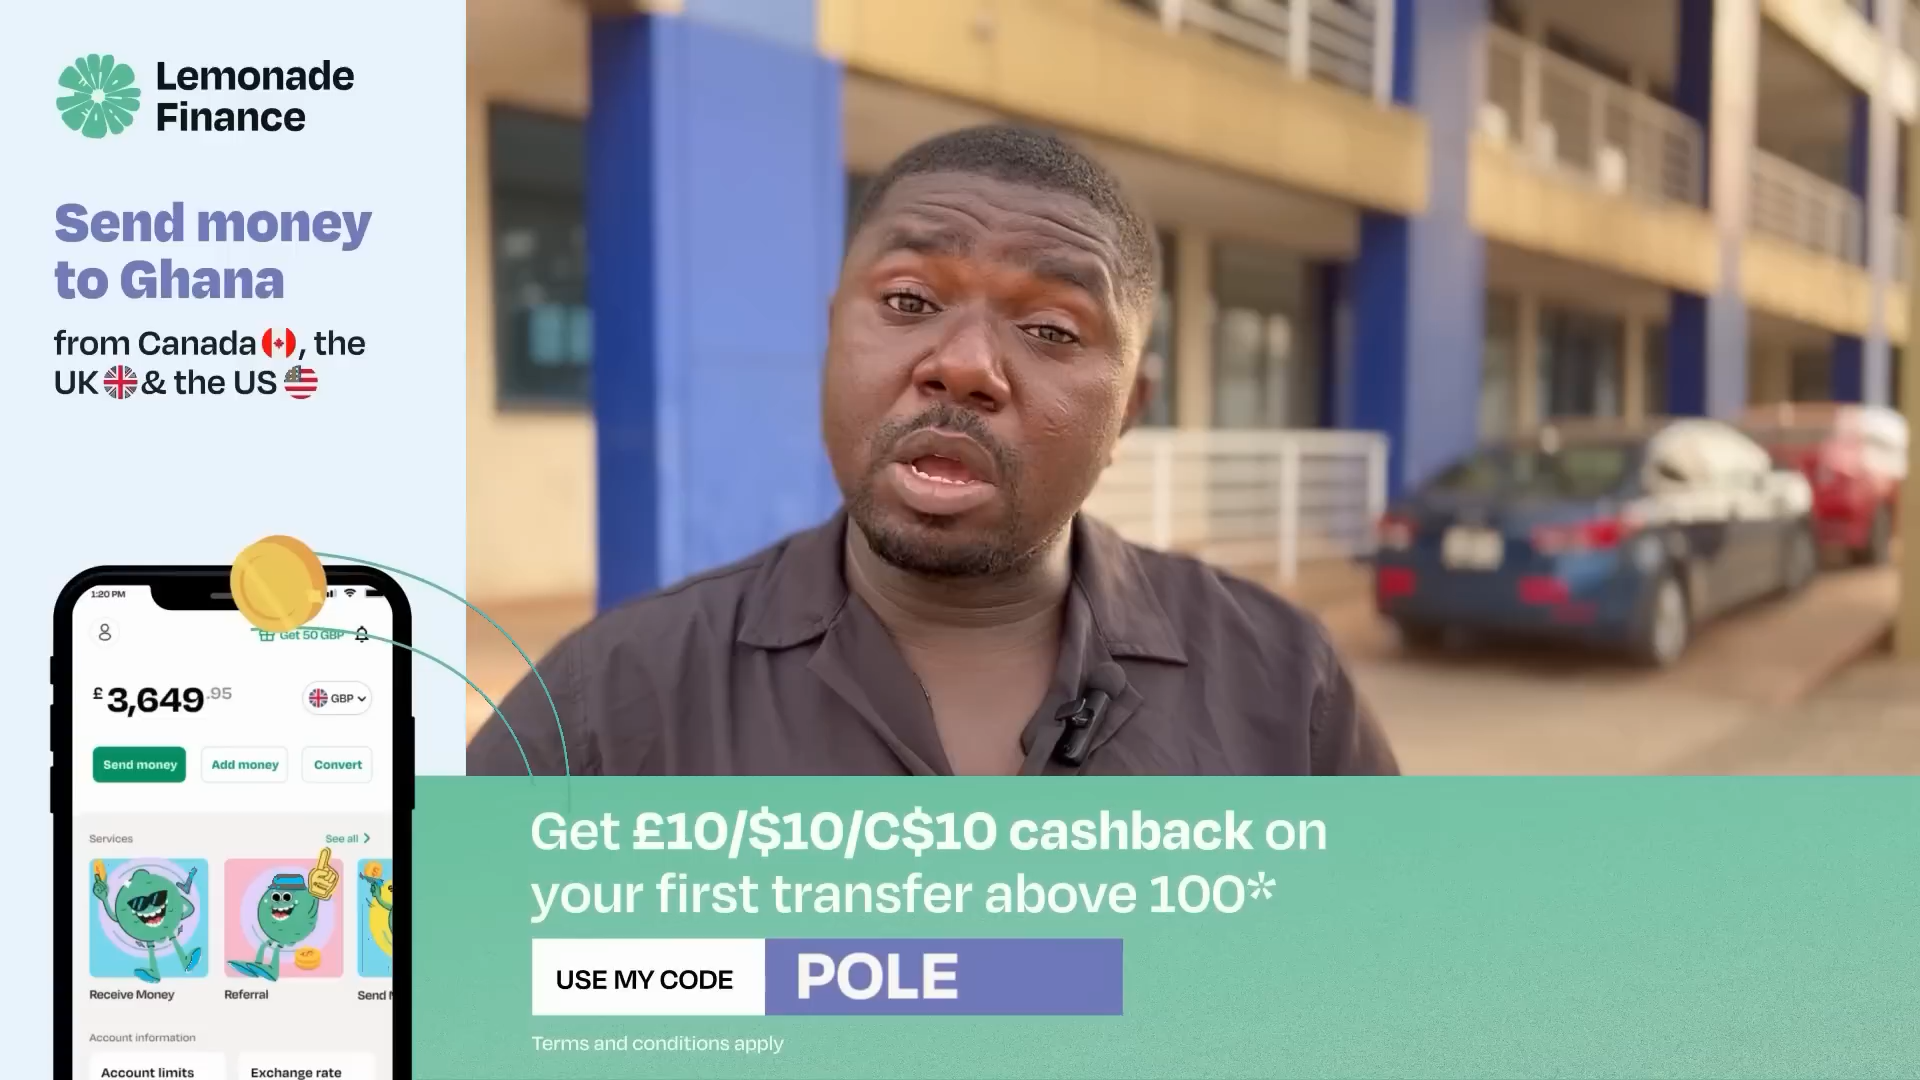 Lemonade
Finance
Send money
to Ghana
from Canada, the
UK & the US
1:20 PM
Get 50 GBP
£3,649.95
GBP
Send money
Add money
Convert
Services
See all
Receive Money
Referral
Send
Account information
Account limits
Exchange rate
Get £10/$10/C$10 cashback on
your first transfer above 100*
USE MY CODE
POLE
Terms and conditions apply